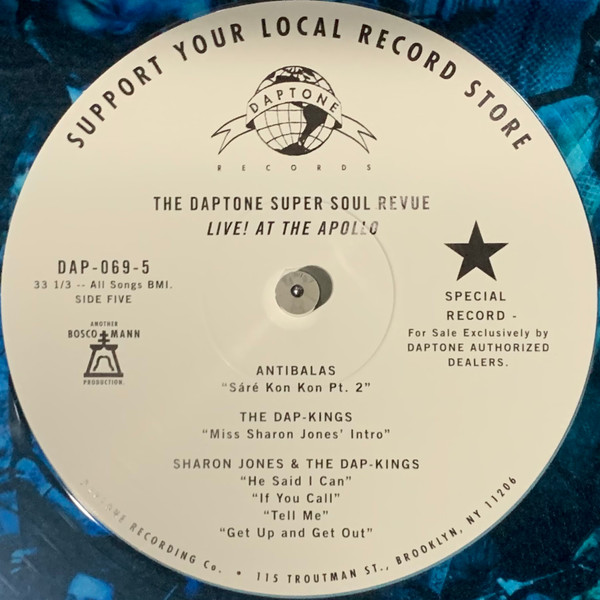 SUPPORT YOUR LOCAL RECORD STORE
DAPTONE
RECORDS
THE DAPTONE SUPER SOUL REVUE
LIVE! AT THE APOLLO
DAP-069-5
33 1/3 -- All Songs BMI.
SIDE FIVE
ANOTHER
BOSCO MANN
PRODUCTION.
SPECIAL
RECORD -
For Sale Exclusively by
DAPTONE AUTHORIZED
DEALERS.
ANTIBALAS
“Sáré Kon Kon Pt. 2”
THE DAP-KINGS
“Miss Sharon Jones’ Intro”
SHARON JONES & THE DAP-KINGS
“He Said I Can”
“If You Call”
“Tell Me”
“Get Up and Get Out”
DAPTONE RECORDING Co. * 115 TROUTMAN ST., BROOKLYN, NY 11206